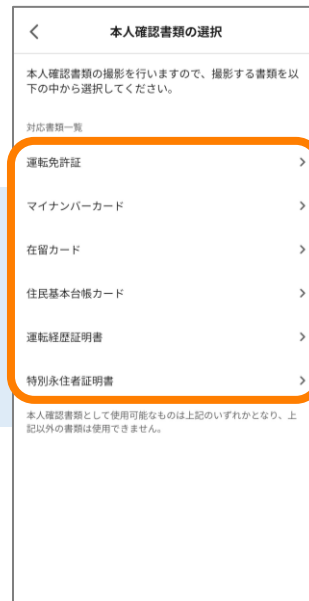 本人確認書類の選択
本人確認書類の撮影を行いますので、撮影する書類を以
下の中から選択してください。
対応書類一覧
運転免許証
マイナンバーカード
在留カード
住民基本台帳カード
運転経歴証明書
特別永住者証明書
本人確認書類として使用可能なものは上記のいずれかとなり、上
記以外の書類は使用できません。